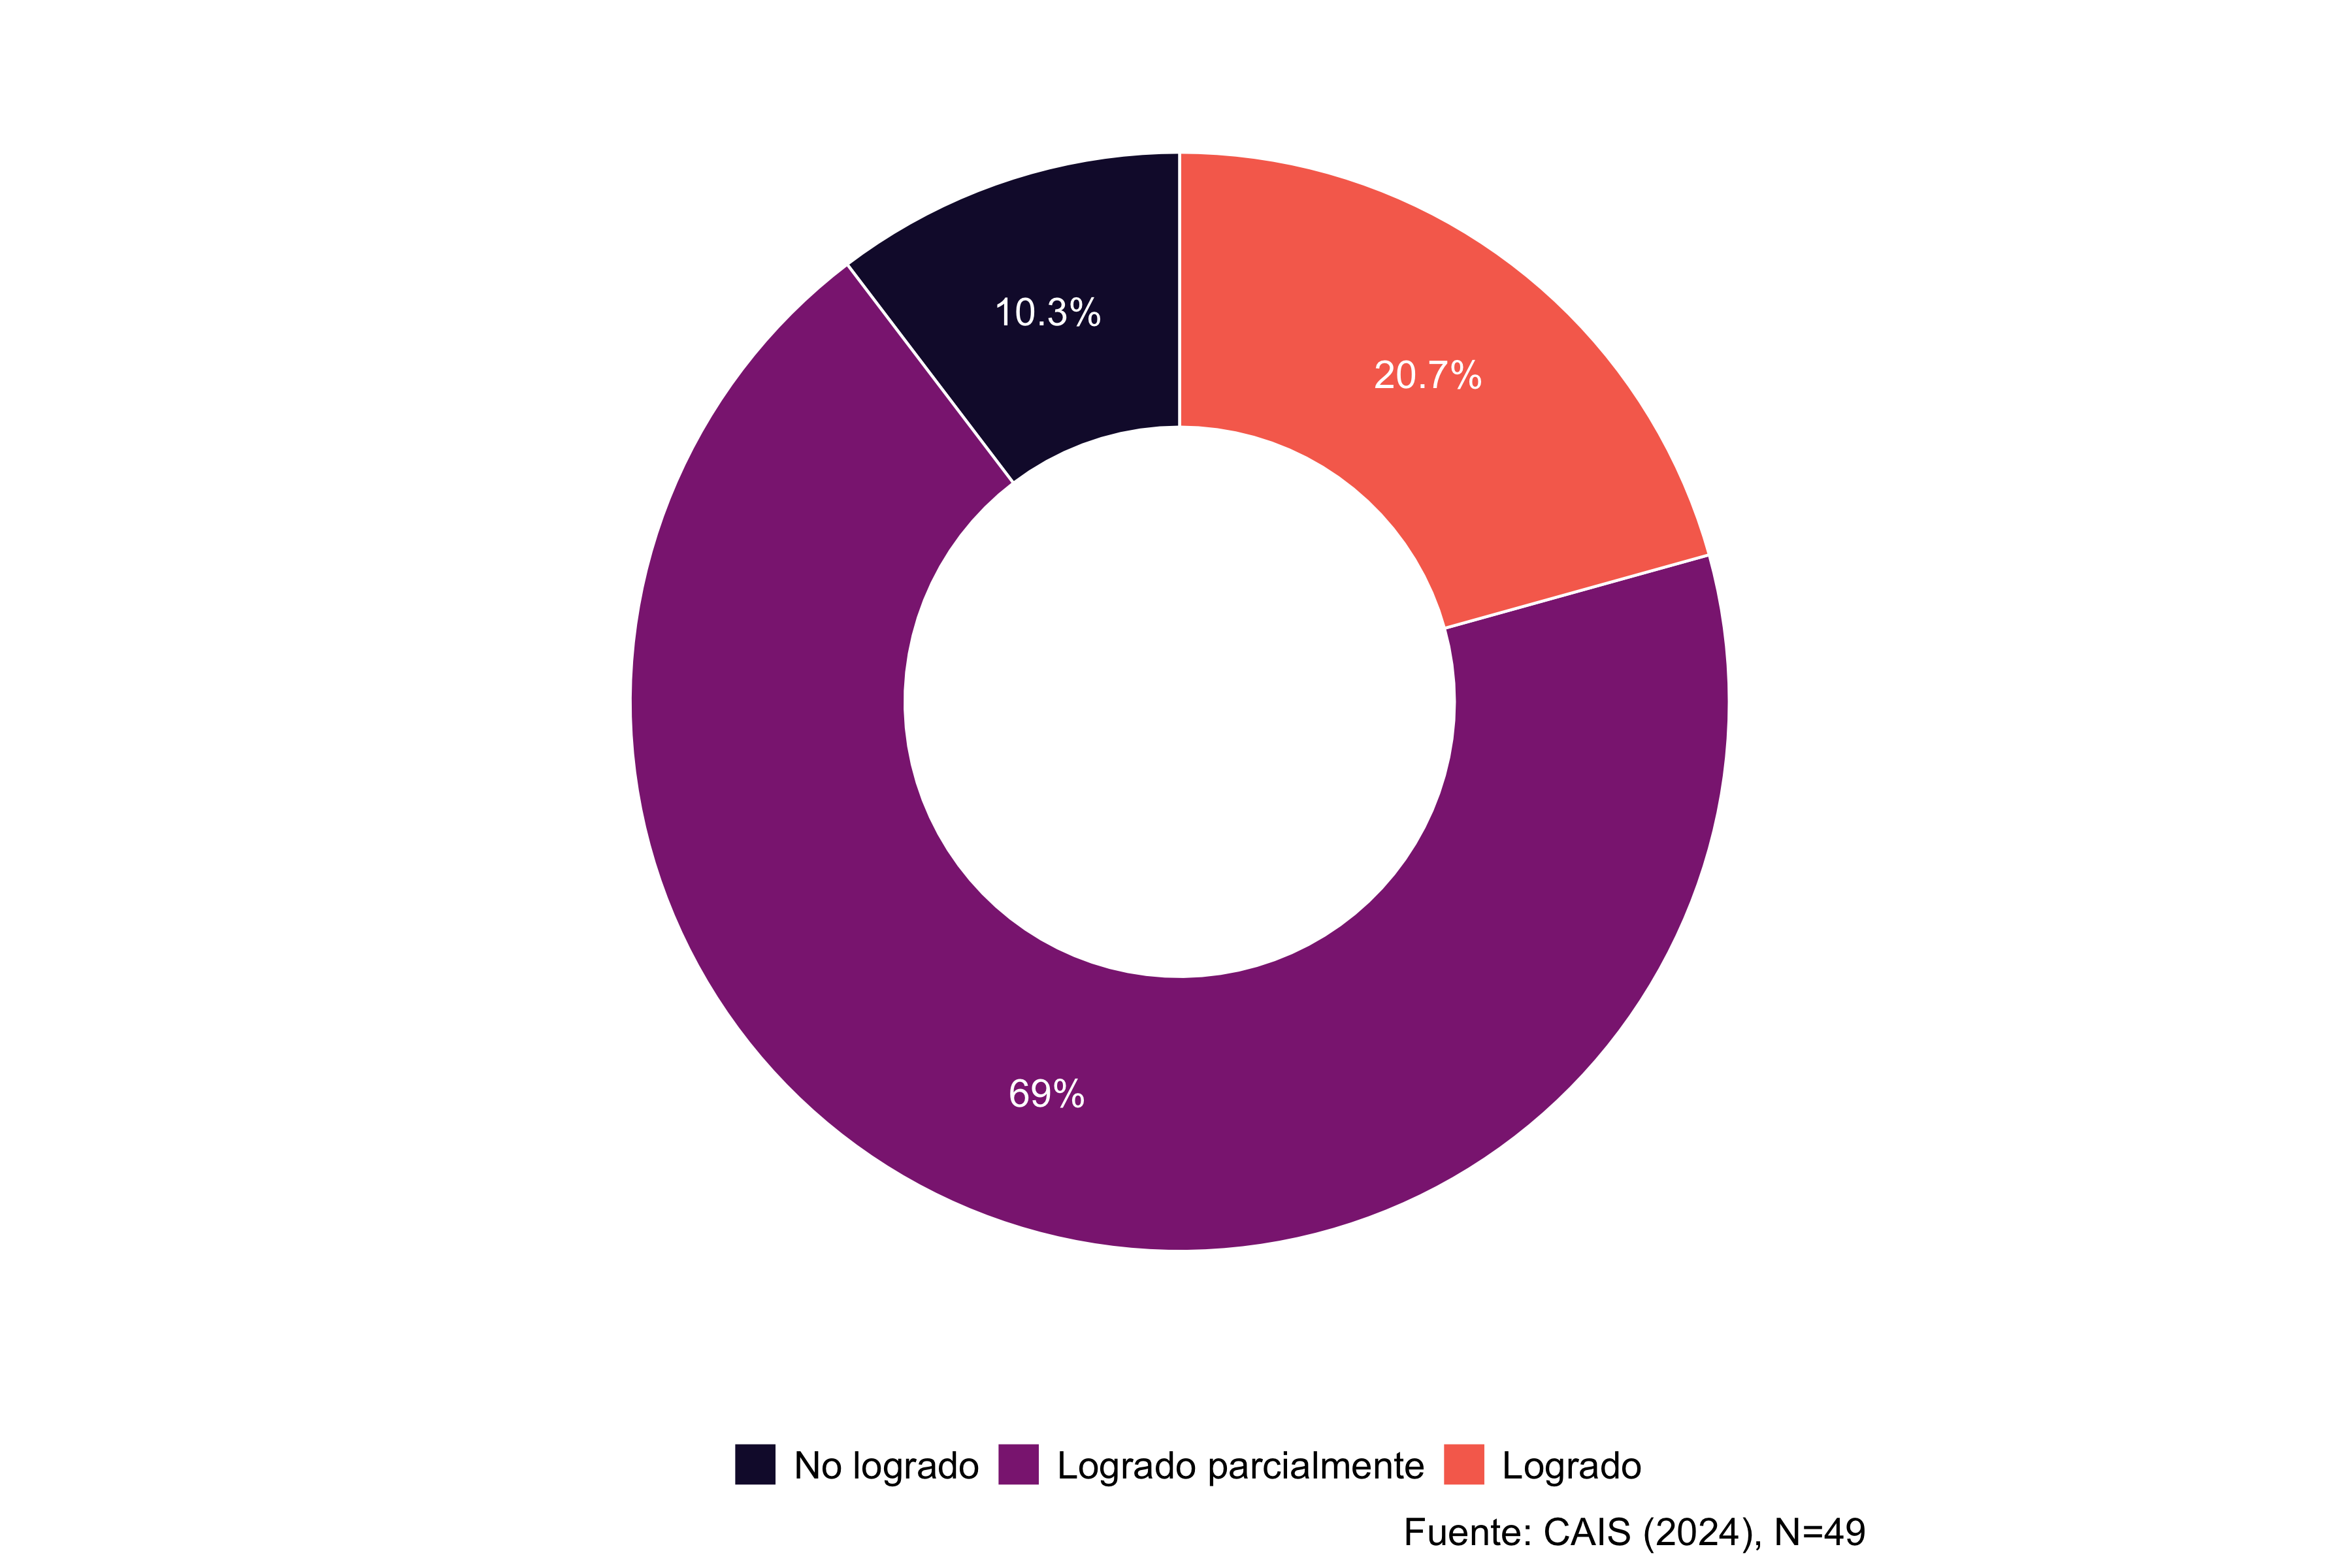 10.3%
20.7%
69%
No logrado Logrado parcialmente Logrado
Fuente: CAIS (2024), N=49